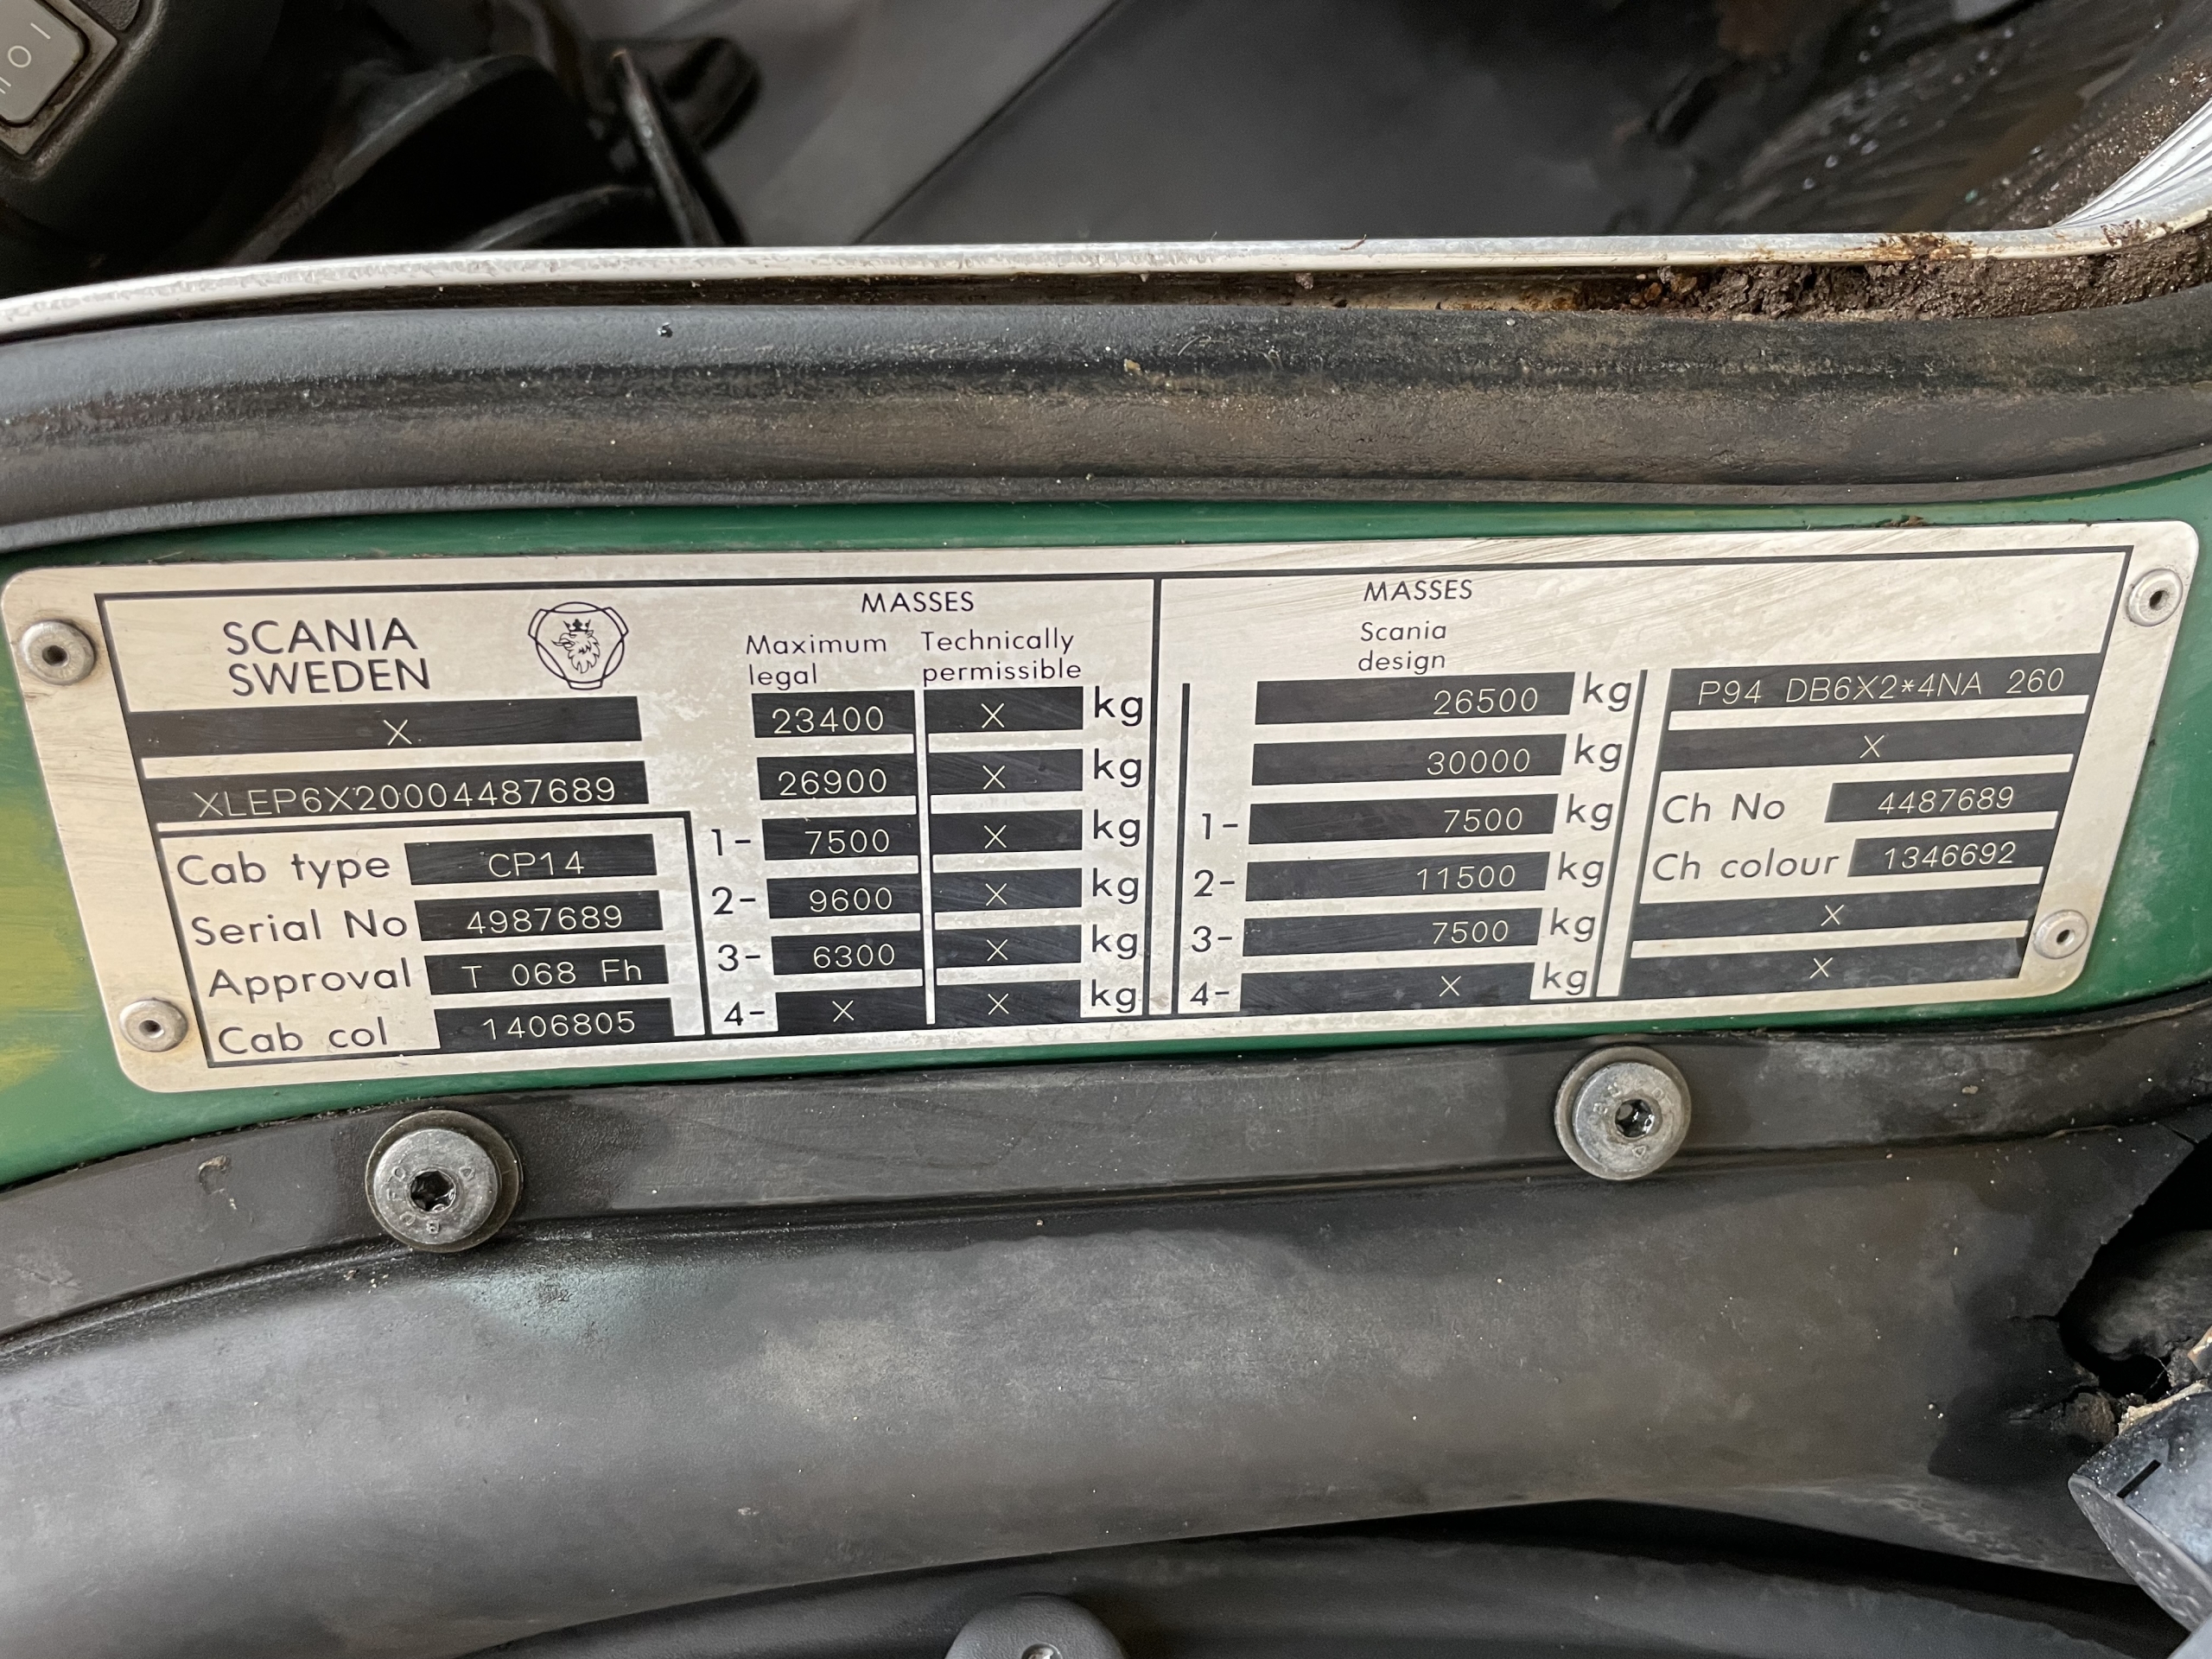 SCANIA
SWEDEN
X
XLEP6X20004487689
Cab type CP14
Serial No 4987689
Approval T 068 Fh
Cab col 1406805
MASSES
Maximum legal Technically permissible
23400 X kg
26900 X kg
1- 7500 X kg
2- 9600 X kg
3- 6300 X kg
4- X X kg
MASSES
Scania
design
26500 kg
30000 kg
1- 7500 kg
2- 11500 kg
3- 7500 kg
4- X kg
P94 DB6X2*4NA 260
X
Ch No 4487689
Ch colour 1346692
X
X